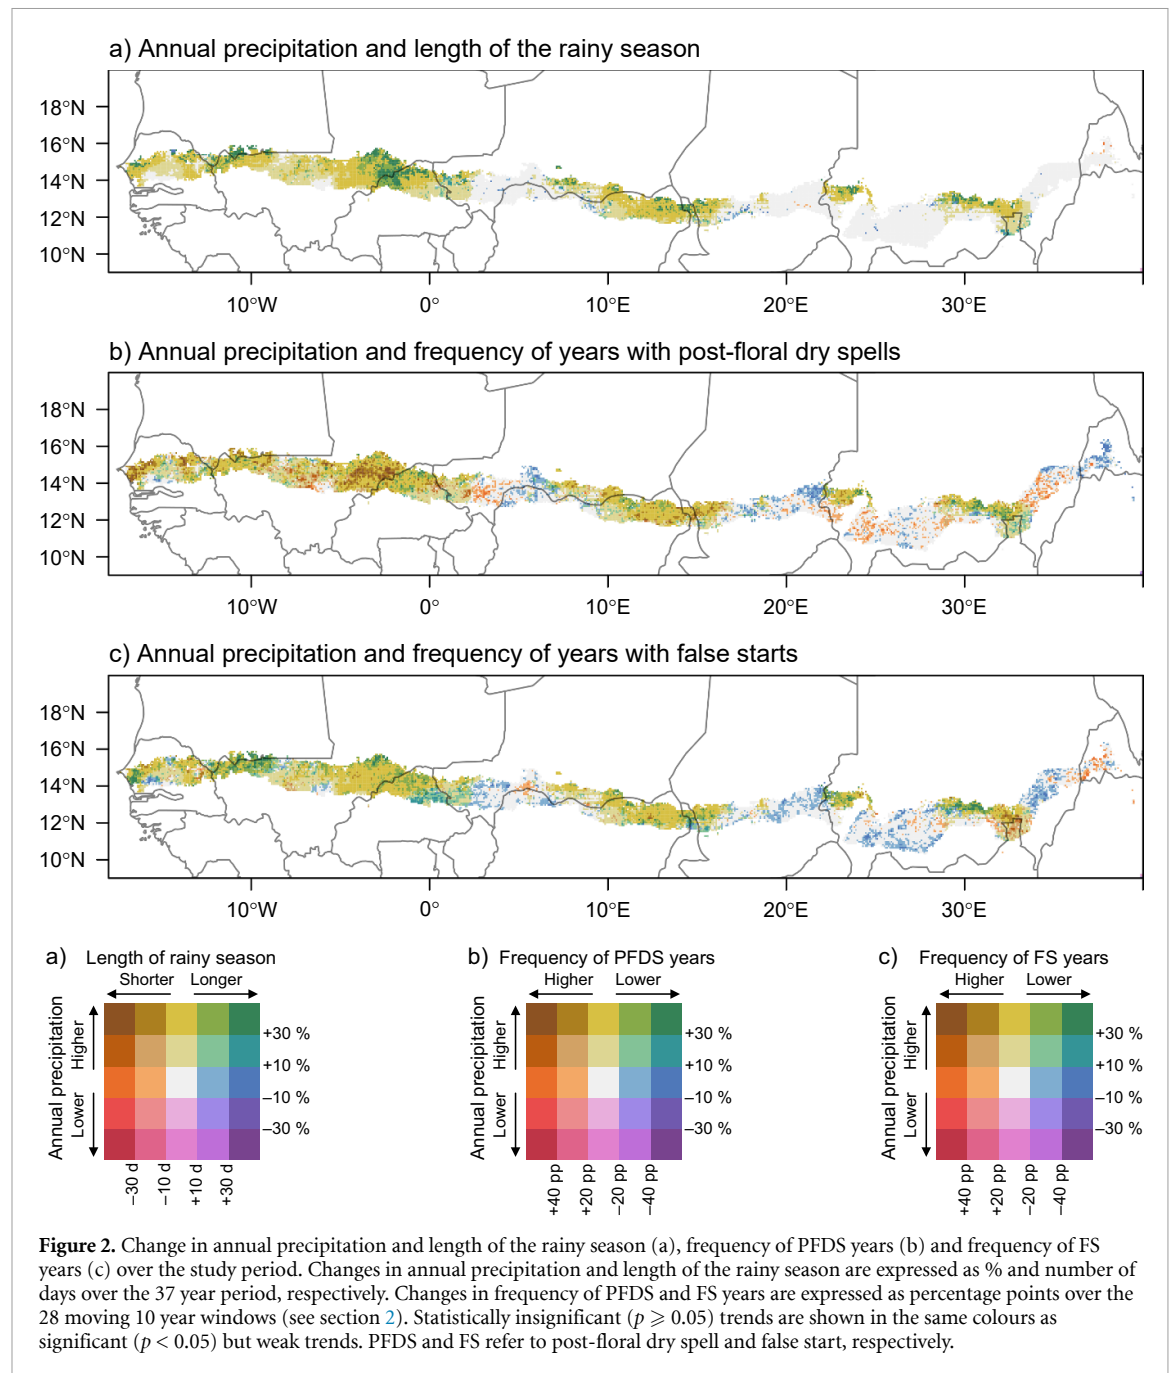 a) Annual precipitation and length of the rainy season
18°N
16°N
14°N
12°N
10°N
10°W 0° 10°E 20°E 30°E
b) Annual precipitation and frequency of years with post-floral dry spells
18°N
16°N
14°N
12°N
10°N
10°W 0° 10°E 20°E 30°E
c) Annual precipitation and frequency of years with false starts
18°N
16°N
14°N
12°N
10°N
10°W 0° 10°E 20°E 30°E
a) Length of rainy season
Shorter Longer
Annual precipitation
Higher
Lower
+30 %
+10 %
−10 %
−30 %
−30 d
−10 d
+10 d
+30 d
b) Frequency of PFDS years
Higher Lower
Annual precipitation
Higher
Lower
+30 %
+10 %
−10 %
−30 %
+40 pp
+20 pp
−20 pp
−40 pp
c) Frequency of FS years
Higher Lower
Annual precipitation
Higher
Lower
+30 %
+10 %
−10 %
−30 %
+40 pp
+20 pp
−20 pp
−40 pp
Figure 2. Change in annual precipitation and length of the rainy season (a), frequency of PFDS years (b) and frequency of FS
years (c) over the study period. Changes in annual precipitation and length of the rainy season are expressed as % and number of
days over the 37 year period, respectively. Changes in frequency of PFDS and FS years are expressed as percentage points over the
28 moving 10 year windows (see section 2). Statistically insignificant (p ⩾ 0.05) trends are shown in the same colours as
significant (p < 0.05) but weak trends. PFDS and FS refer to post-floral dry spell and false start, respectively.